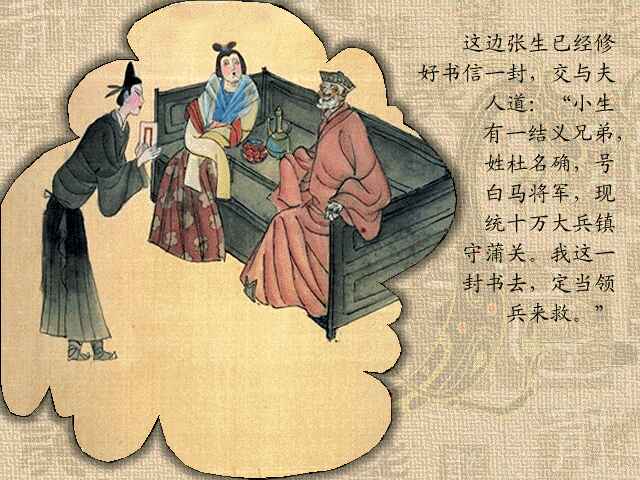 这边张生已经修
好书信一封，交与夫
人道：“小生
有一结义兄弟，
姓杜名确，号
白马将军，现
统十万大兵镇
守蒲关。我这一
封书去，定当领
兵来救。”